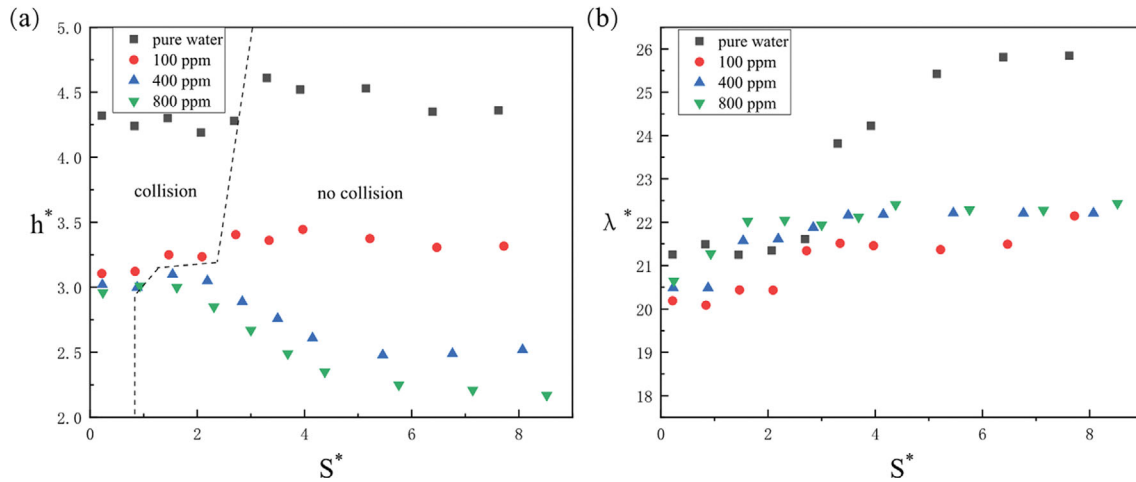 (a)
5.0
4.5
4.0
3.5
3.0
2.5
2.0
h*
pure water
100 ppm
400 ppm
800 ppm
collision
no collision
0 2 4 6 8
S*
(b)
26
25
24
23
22
21
20
19
18
λ*
pure water
100 ppm
400 ppm
800 ppm
0 2 4 6 8
S*